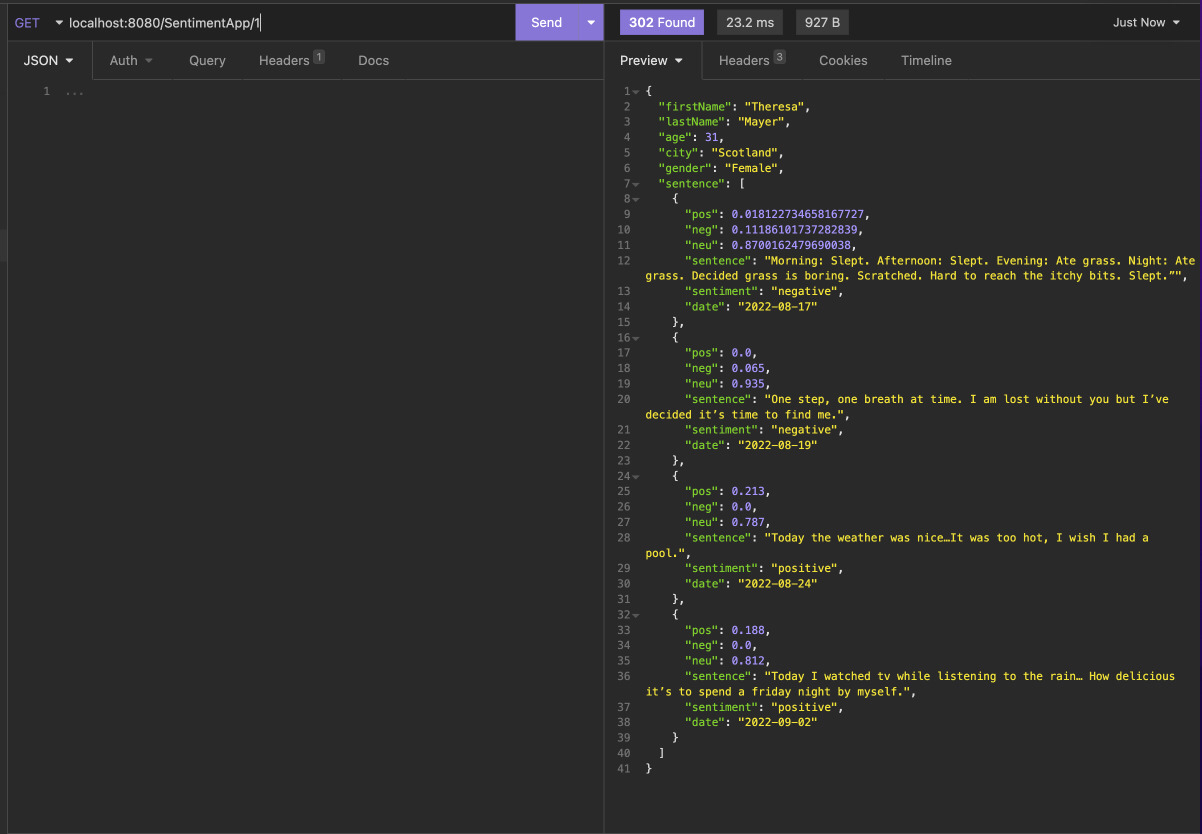 GET localhost:8080/SentimentApp/1 Send 302 Found 23.2 ms 927 B Just Now
JSON Auth Query Headers 1 Docs Preview Headers 3 Cookies Timeline
1 ...
1 {
2 "firstName": "Theresa",
3 "lastName": "Mayer",
4 "age": 31,
5 "city": "Scotland",
6 "gender": "Female",
7 "sentence": [
8 {
9 "pos": 0.018122734658167727,
10 "neg": 0.11186101737282839,
11 "neu": 0.8700162479690038,
12 "sentence": "Morning: Slept. Afternoon: Slept. Evening: Ate grass. Night: Ate
grass. Decided grass is boring. Scratched. Hard to reach the itchy bits. Slept.”",
13 "sentiment": "negative",
14 "date": "2022-08-17"
15 },
16 {
17 "pos": 0.0,
18 "neg": 0.065,
19 "neu": 0.935,
20 "sentence": "One step, one breath at time. I am lost without you but I’ve
decided it’s time to find me.",
21 "sentiment": "negative",
22 "date": "2022-08-19"
23 },
24 {
25 "pos": 0.213,
26 "neg": 0.0,
27 "neu": 0.787,
28 "sentence": "Today the weather was nice…It was too hot, I wish I had a
pool.",
29 "sentiment": "positive",
30 "date": "2022-08-24"
31 },
32 {
33 "pos": 0.188,
34 "neg": 0.0,
35 "neu": 0.812,
36 "sentence": "Today I watched tv while listening to the rain… How delicious
it’s to spend a friday night by myself.",
37 "sentiment": "positive",
38 "date": "2022-09-02"
39 }
40 ]
41 }